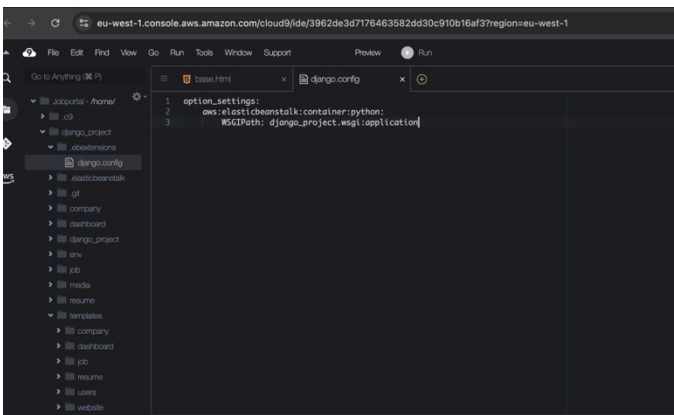 eu-west-1.console.aws.amazon.com/cloud9/ide/3962de3d7176463582dd30c910b16af3?region=eu-west-1
9 File Edit Find View Go Run Tools Window Support Preview Run
Go to Anything (⌘ P)
base.html × django.config ×
Jobportal - /home/
.c9
django_project
.ebextensions
django.config
.elasticbeanstalk
.git
company
dashboard
django_project
env
job
media
resume
templates
company
dashboard
job
resume
users
website
ws
1 option_settings:
2 aws:elasticbeanstalk:container:python:
3 WSGIPath: django_project.wsgi:application